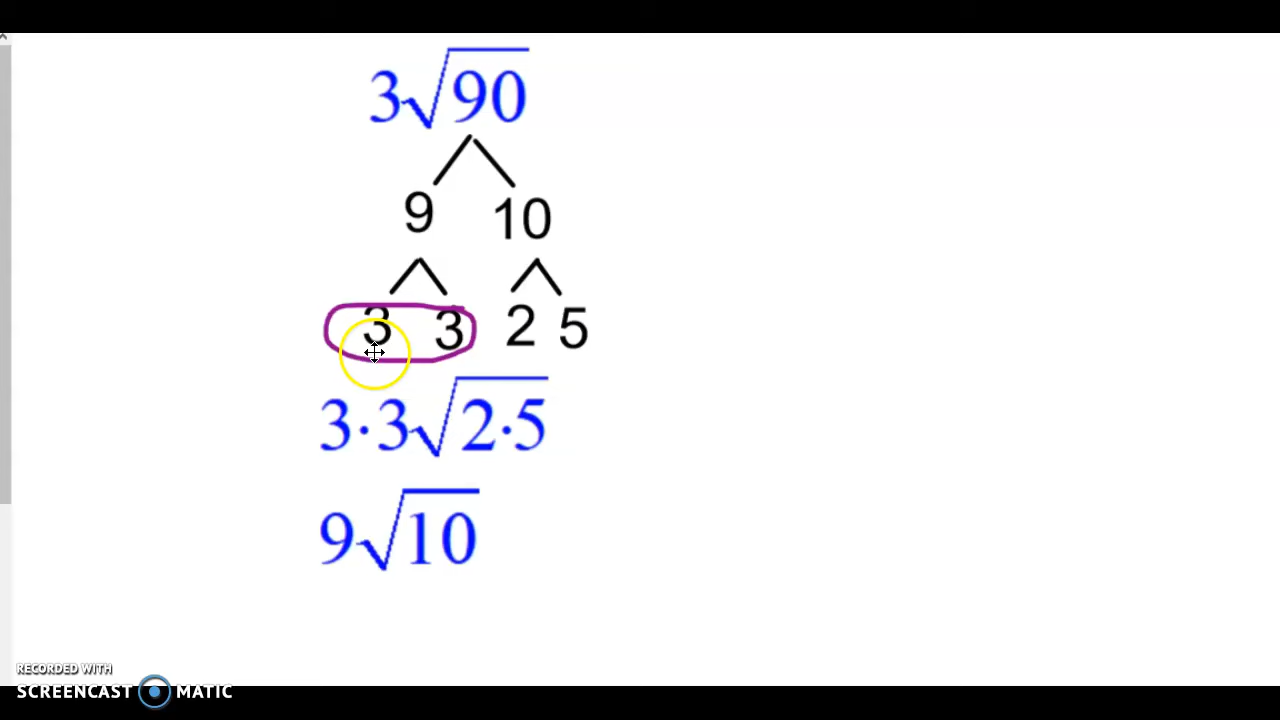 3√90
9 10
3 3 2 5
3·3√2·5
9√10
RECORDED WITH
SCREENCAST MATIC